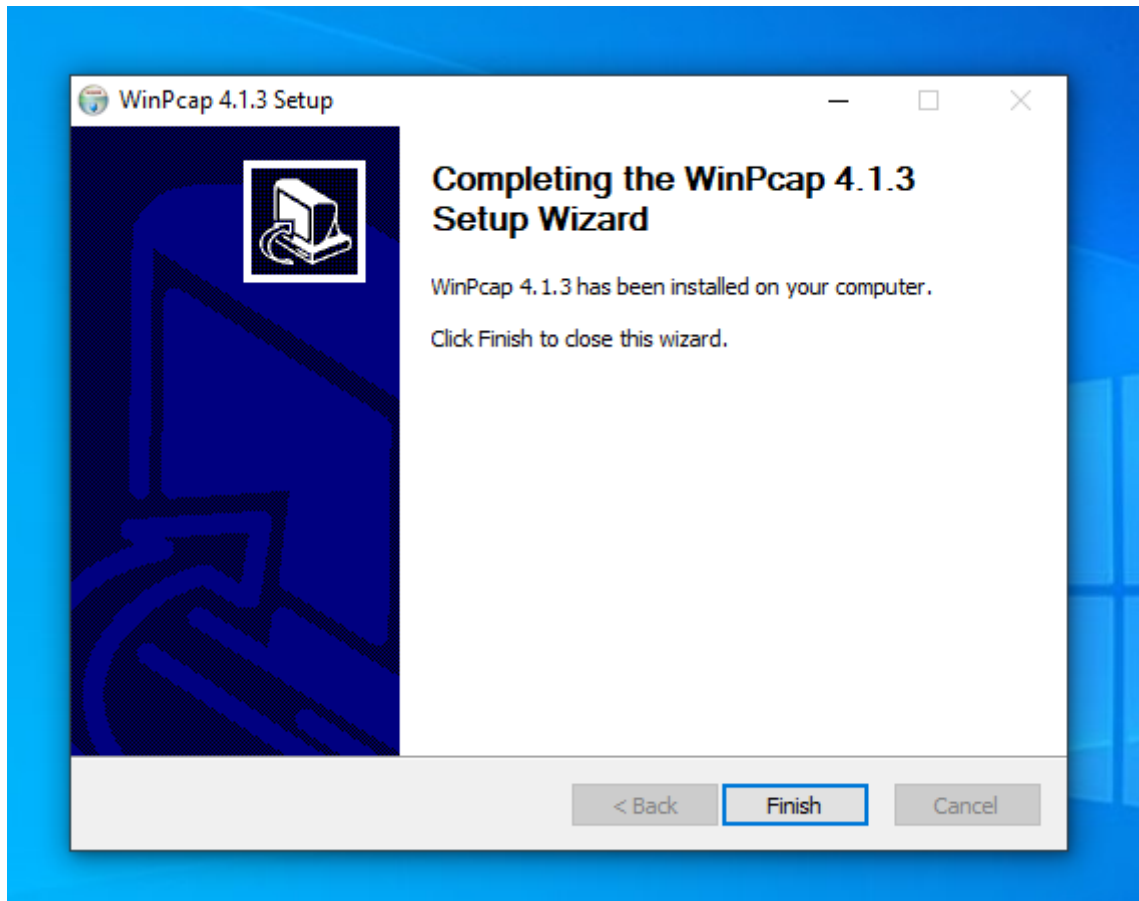 WinPcap 4.1.3 Setup
Completing the WinPcap 4.1.3
Setup Wizard
WinPcap 4.1.3 has been installed on your computer.
Click Finish to close this wizard.
< Back
Finish
Cancel